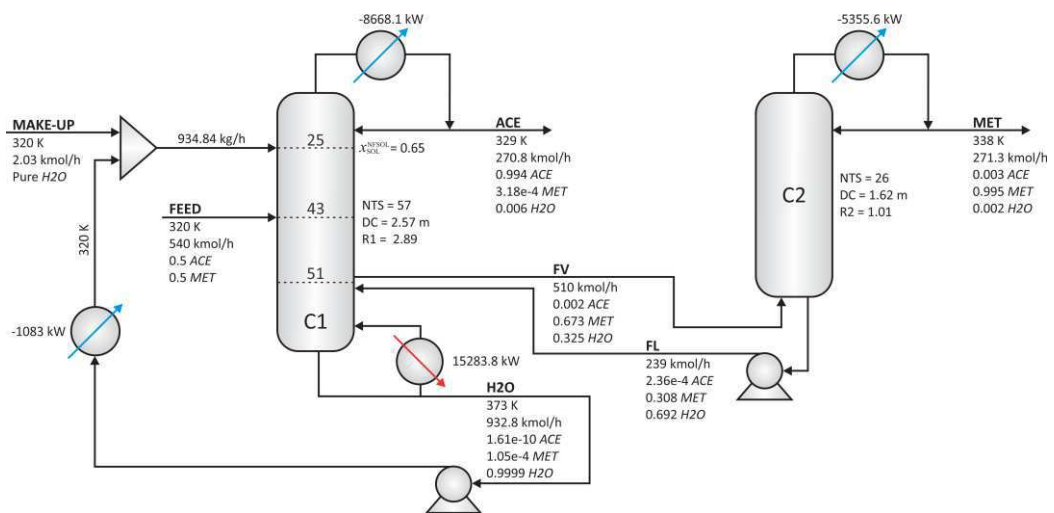 -8668.1 kW
-5355.6 kW
MAKE-UP
320 K
2.03 kmol/h
Pure H2O
934.84 kg/h
25
x_SOL^NFSOL = 0.65
ACE
329 K
270.8 kmol/h
0.994 ACE
3.18e-4 MET
0.006 H2O
MET
338 K
271.3 kmol/h
0.003 ACE
0.995 MET
0.002 H2O
NTS = 26
DC = 1.62 m
R2 = 1.01
C2
FEED
320 K
540 kmol/h
0.5 ACE
0.5 MET
43
NTS = 57
DC = 2.57 m
R1 = 2.89
320 K
51
C1
FV
510 kmol/h
0.002 ACE
0.673 MET
0.325 H2O
FL
239 kmol/h
2.36e-4 ACE
0.308 MET
0.692 H2O
-1083 kW
15283.8 kW
H2O
373 K
932.8 kmol/h
1.61e-10 ACE
1.05e-4 MET
0.9999 H2O